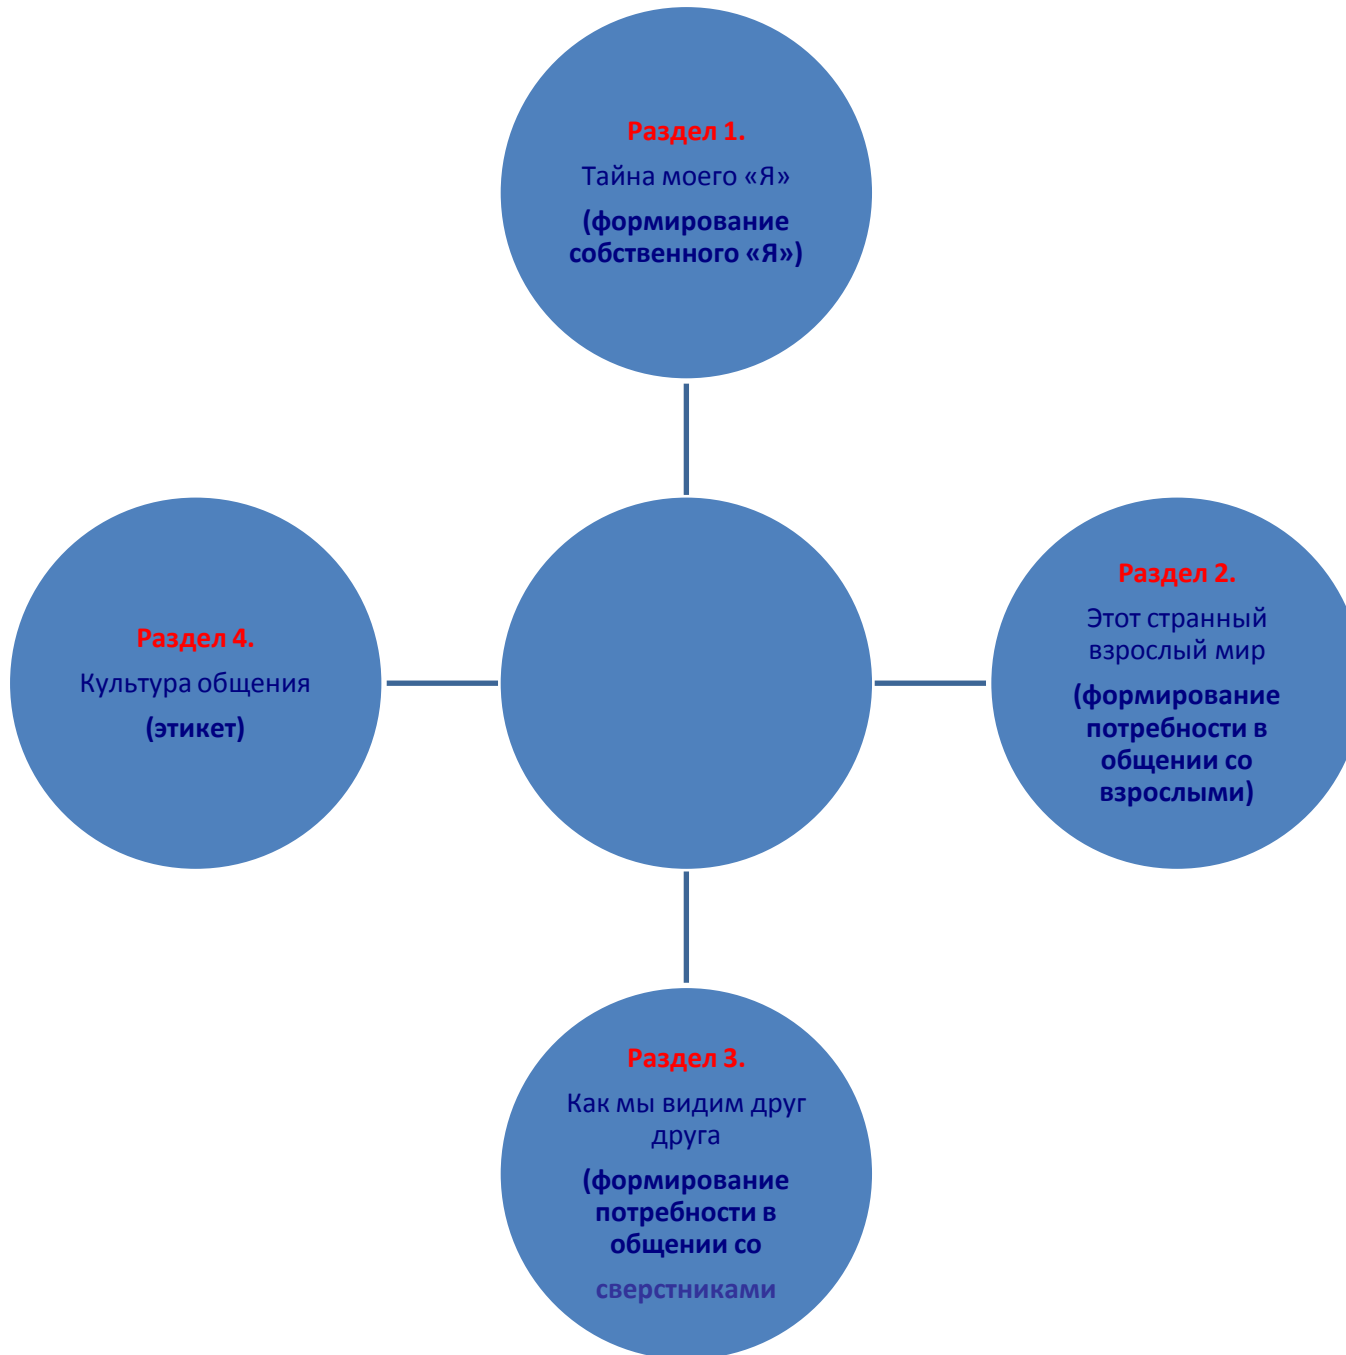 Раздел 1.
Тайна моего «Я»
(формирование
собственного «Я»)
Раздел 2.
Этот странный
взрослый мир
(формирование
потребности в
общении со
взрослыми)
Раздел 3.
Как мы видим друг
друга
(формирование
потребности в
общении со
сверстниками
Раздел 4.
Культура общения
(этикет)